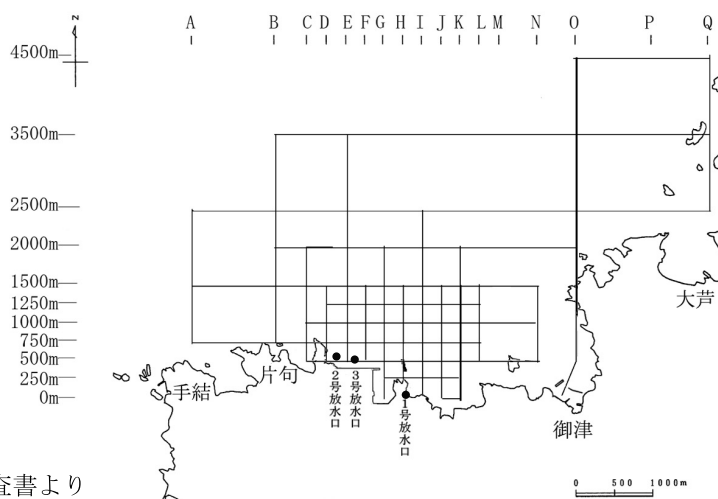 A B C D E F G H I J K L M N O P Q
z
4500m
3500m
2500m
2000m
1500m
1250m
1000m
750m
500m
250m
0m
手結
片句
2号放水口
3号放水口
1号放水口
御津
大芦
査書より
0 500 1000m